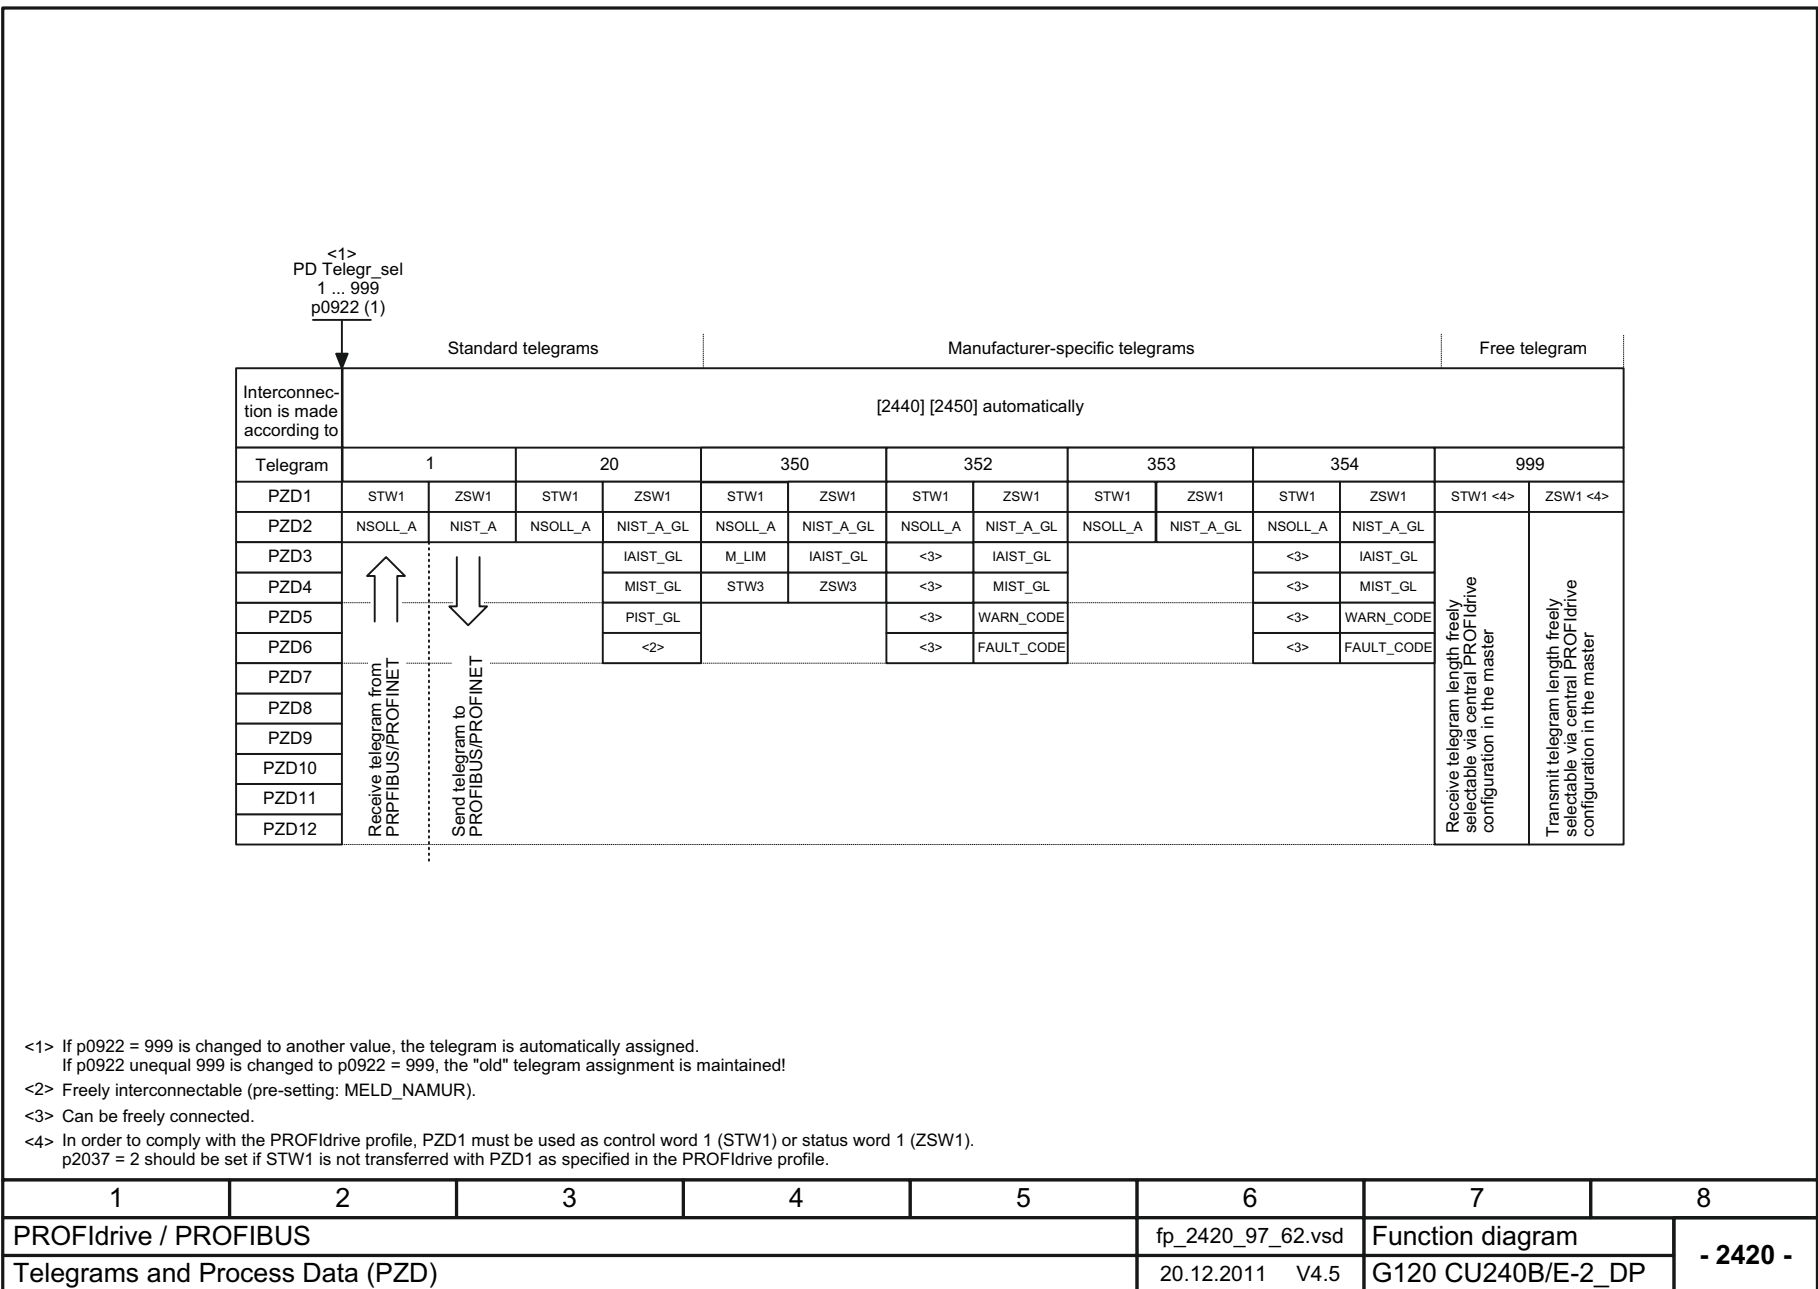 <1>
PD Telegr_sel
1 ... 999
p0922 (1)
Standard telegrams Manufacturer-specific telegrams Free telegram
Interconnec-
tion is made
according to
[2440] [2450] automatically
Telegram 1 20 350 352 353 354 999
PZD1 STW1 ZSW1 STW1 ZSW1 STW1 ZSW1 STW1 ZSW1 STW1 ZSW1 STW1 ZSW1 STW1 <4> ZSW1 <4>
PZD2 NSOLL_A NIST_A NSOLL_A NIST_A_GL NSOLL_A NIST_A_GL NSOLL_A NIST_A_GL NSOLL_A NIST_A_GL NSOLL_A NIST_A_GL
PZD3 IAIST_GL M_LIM IAIST_GL <3> IAIST_GL <3> IAIST_GL
PZD4 MIST_GL STW3 ZSW3 <3> MIST_GL <3> MIST_GL
PZD5 PIST_GL <3> WARN_CODE <3> WARN_CODE
PZD6 <2> <3> FAULT_CODE <3> FAULT_CODE
PZD7
PZD8
PZD9
PZD10
PZD11
PZD12
Receive telegram from
PRPFIBUS/PROFINET
Send telegram to
PROFIBUS/PROFINET
Receive telegram length freely
selectable via central PROFIdrive
configuration in the master
Transmit telegram length freely
selectable via central PROFIdrive
configuration in the master
<1> If p0922 = 999 is changed to another value, the telegram is automatically assigned.
If p0922 unequal 999 is changed to p0922 = 999, the "old" telegram assignment is maintained!
<2> Freely interconnectable (pre-setting: MELD_NAMUR).
<3> Can be freely connected.
<4> In order to comply with the PROFIdrive profile, PZD1 must be used as control word 1 (STW1) or status word 1 (ZSW1).
p2037 = 2 should be set if STW1 is not transferred with PZD1 as specified in the PROFIdrive profile.
1 2 3 4 5 6 7 8
PROFIdrive / PROFIBUS fp_2420_97_62.vsd Function diagram
- 2420 -
Telegrams and Process Data (PZD) 20.12.2011 V4.5 G120 CU240B/E-2_DP